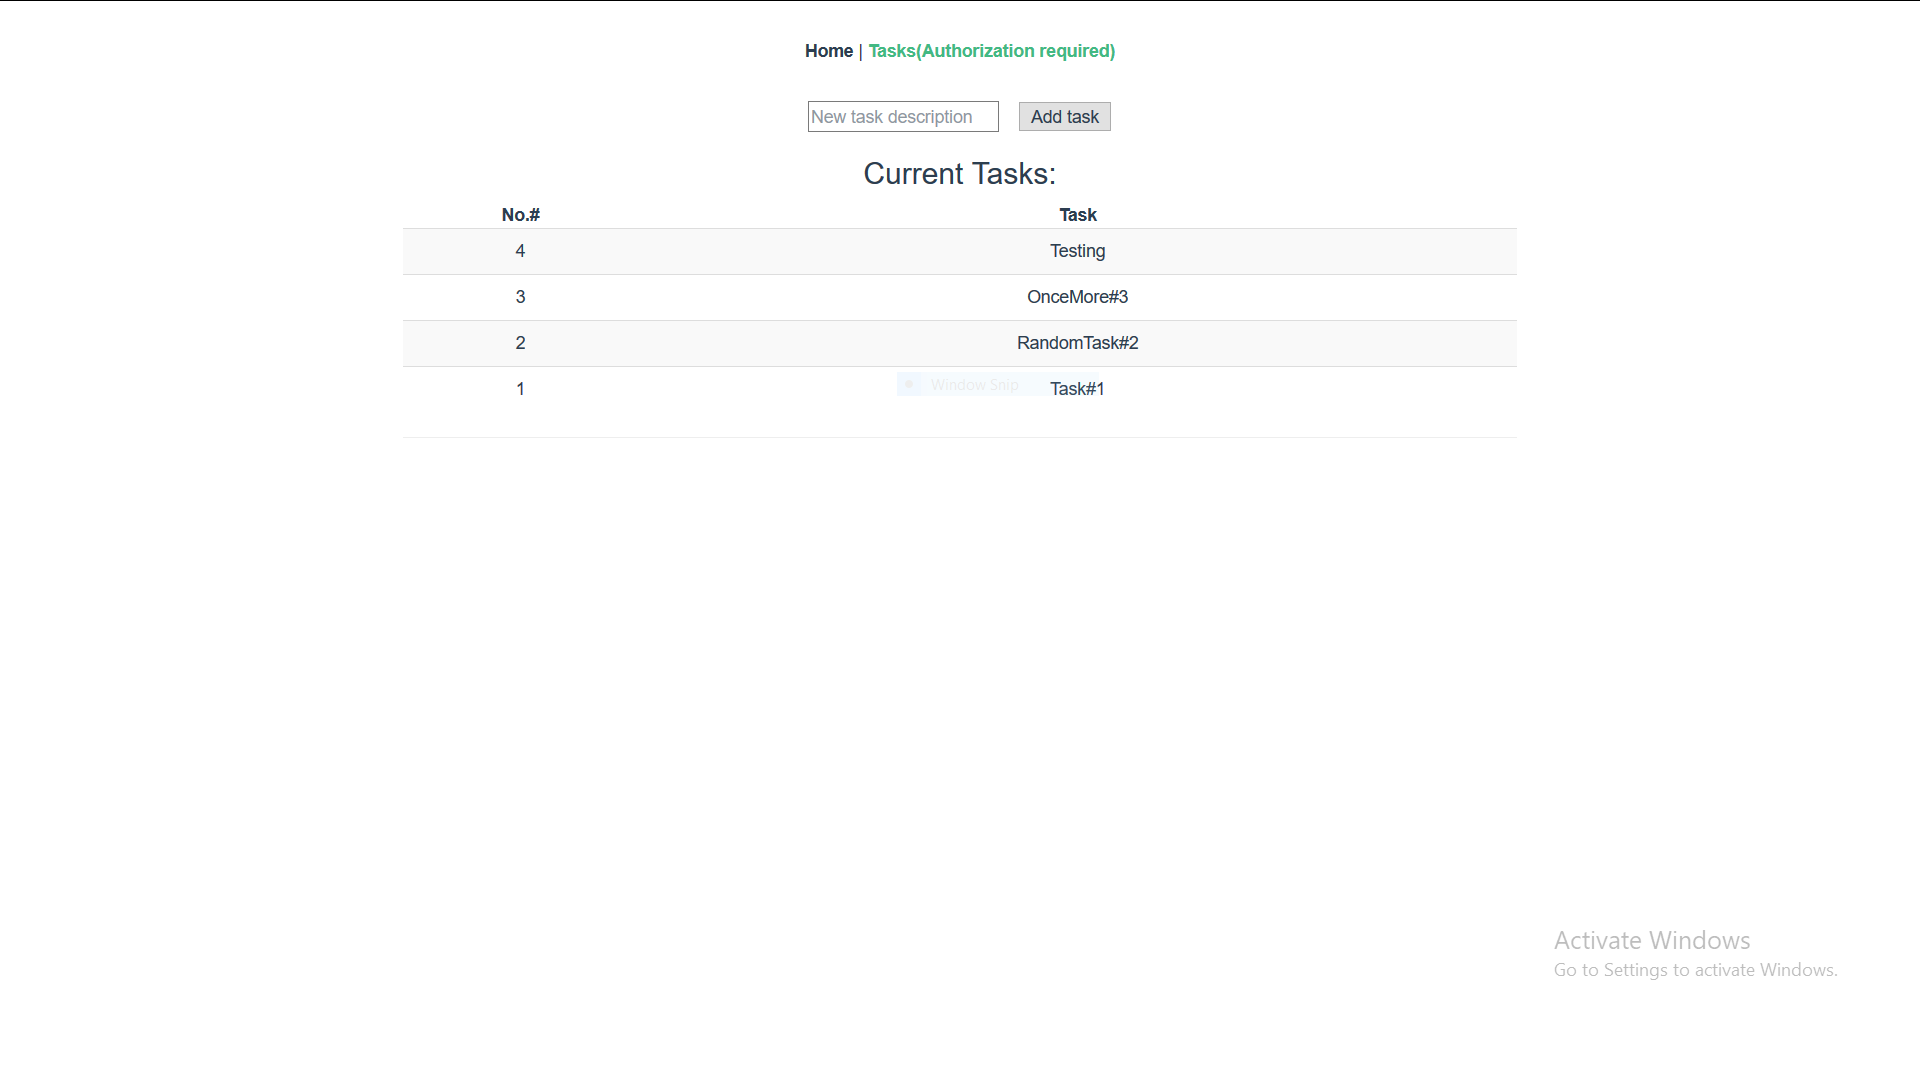 Home | Tasks(Authorization required)
New task description Add task
Current Tasks:
No.# Task
4 Testing
3 OnceMore#3
2 RandomTask#2
1 Window Snip Task#1
Activate Windows
Go to Settings to activate Windows.